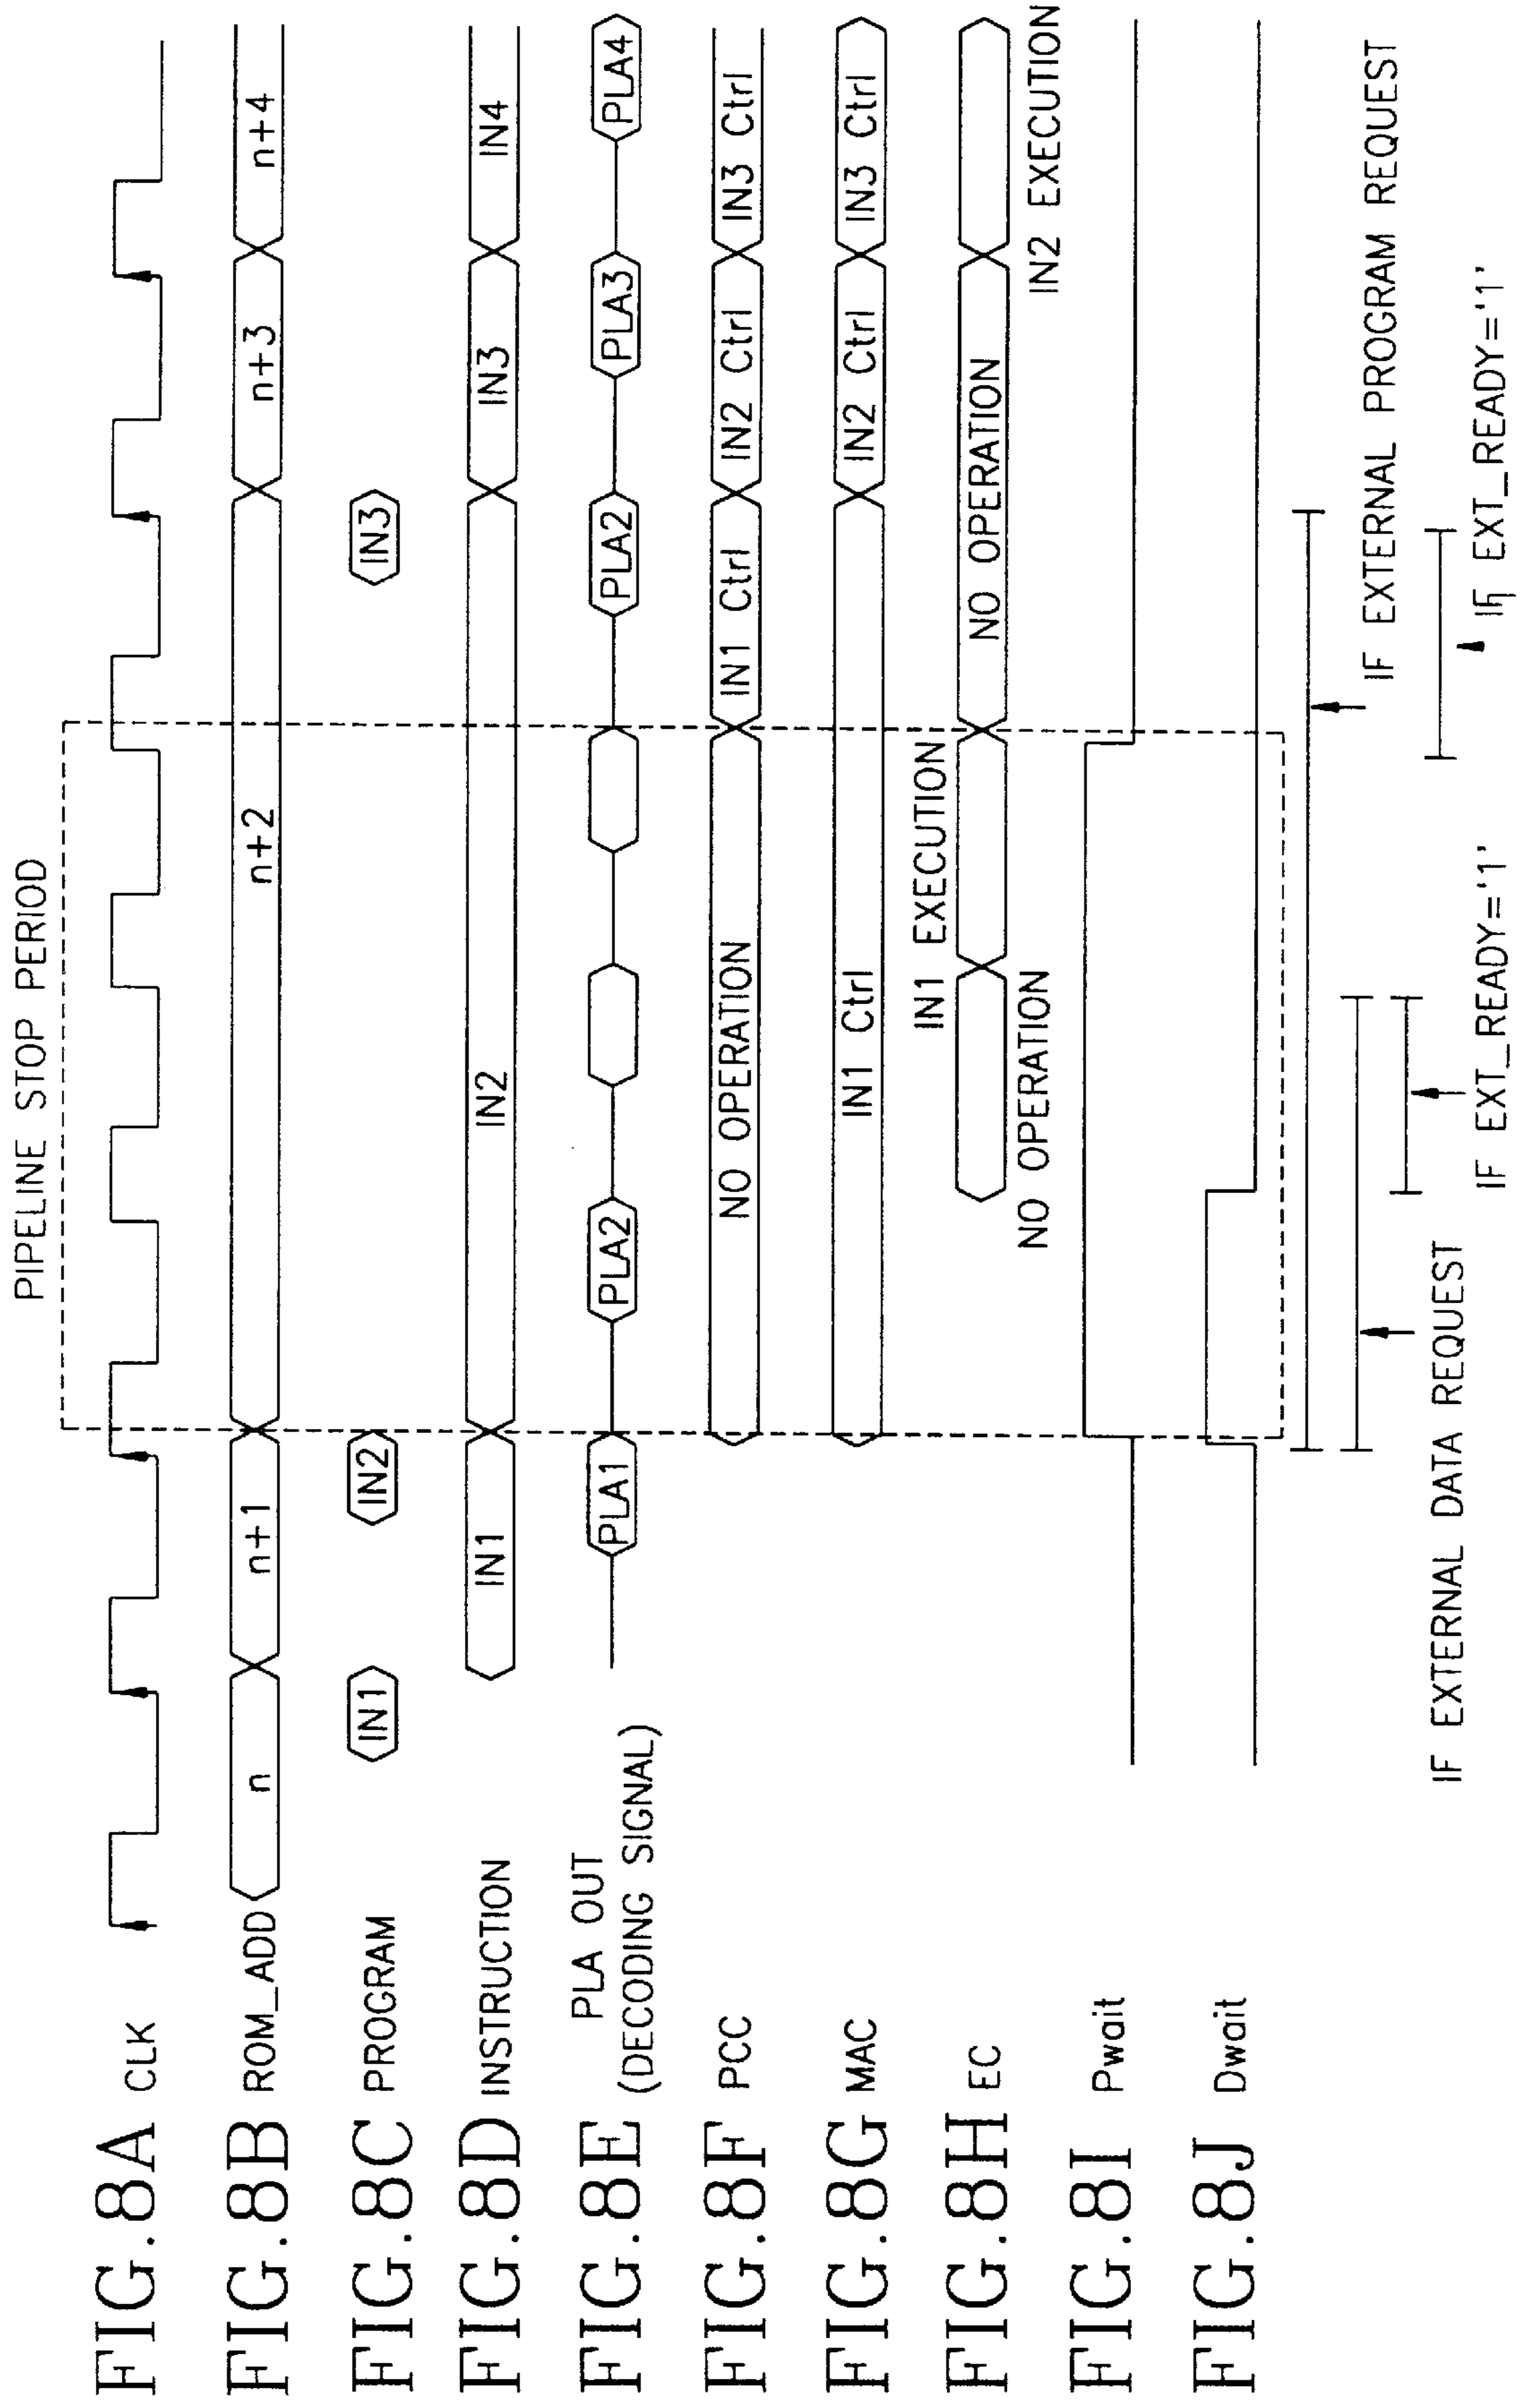 PIPELINE STOP PERIOD
FIG.8A CLK
FIG.8B ROM_ADD n n+1 n+2 n+3 n+4
FIG.8C PROGRAM IN1 IN2 IN3
FIG.8D INSTRUCTION IN1 IN2 IN3 IN4
FIG.8E PLA OUT
(DECODING SIGNAL) PLA1 PLA2 PLA2 PLA3 PLA4
FIG.8F PCC NO OPERATION IN1 Ctrl IN2 Ctrl IN3 Ctrl
FIG.8G MAC IN1 Ctrl IN2 Ctrl IN3 Ctrl
IN1 EXECUTION
FIG.8H EC NO OPERATION
NO OPERATION IN2 EXECUTION
FIG.8I Pwait
FIG.8J Dwait
IF EXTERNAL PROGRAM REQUEST
IF EXTERNAL DATA REQUEST
IF EXT_READY='1' IF EXT_READY='1'